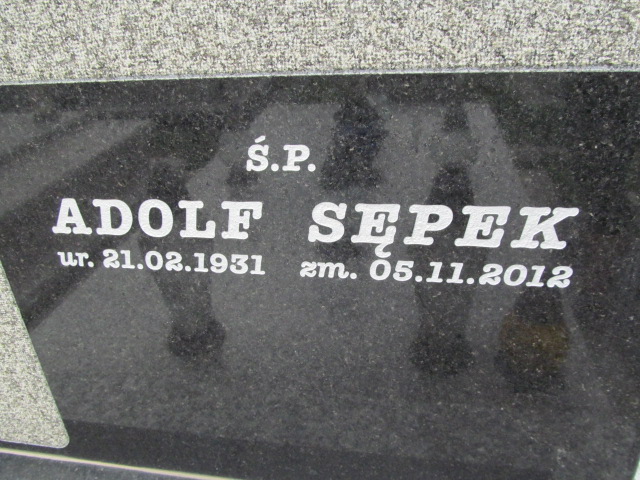 Ś.P.
ADOLF SĘPEK
ur. 21.02.1931 zm. 05.11.2012